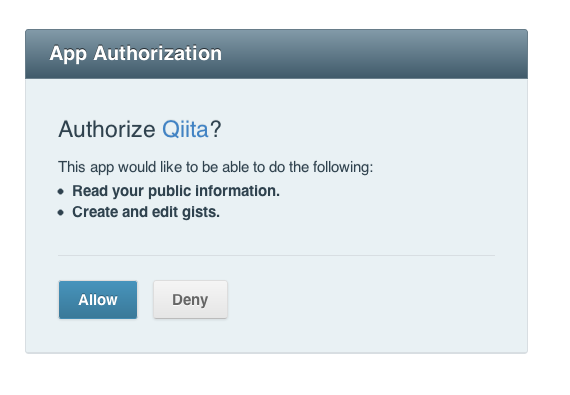 App Authorization
Authorize Qiita?
This app would like to be able to do the following:
• Read your public information.
• Create and edit gists.
Allow Deny